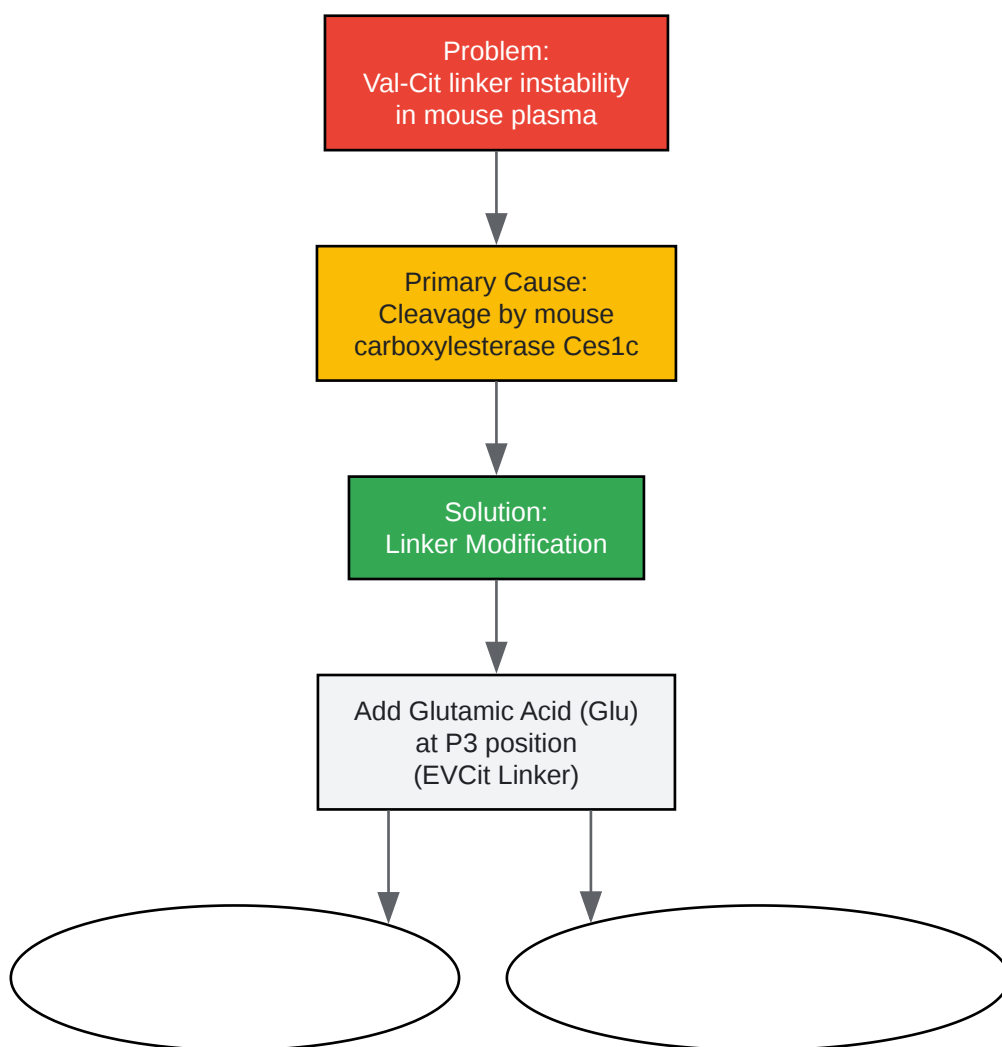 Problem:
Val-Cit linker instability
in mouse plasma
Primary Cause:
Cleavage by mouse
carboxylesterase Ces1c
Solution:
Linker Modification
Add Glutamic Acid (Glu)
at P3 position
(EVCit Linker)